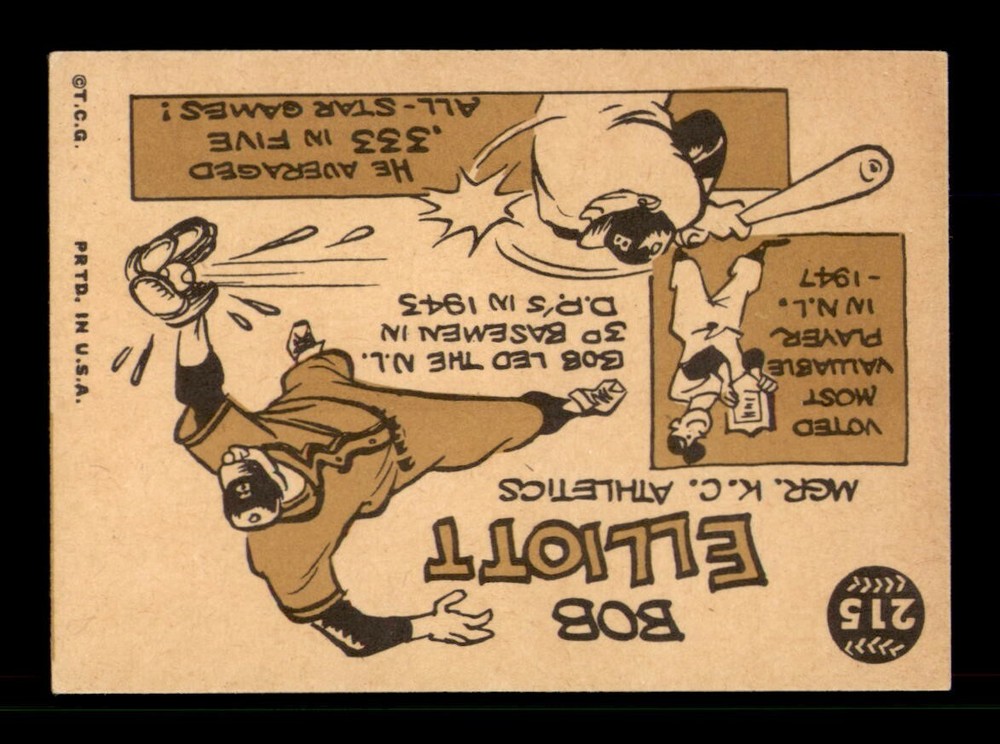 215
BOB
ELLIOTT
MGR. K.C. ATHLETICS
VOTED
MOST
VALUABLE
PLAYER
IN N.L.
-1947
BOB LED THE N.L.
3D BASEMEN IN
D.P.'S IN 1943
HE AVERAGED
.333 IN FIVE
ALL-STAR GAMES!
B
B
©T.C.G. PRTD. IN U.S.A.